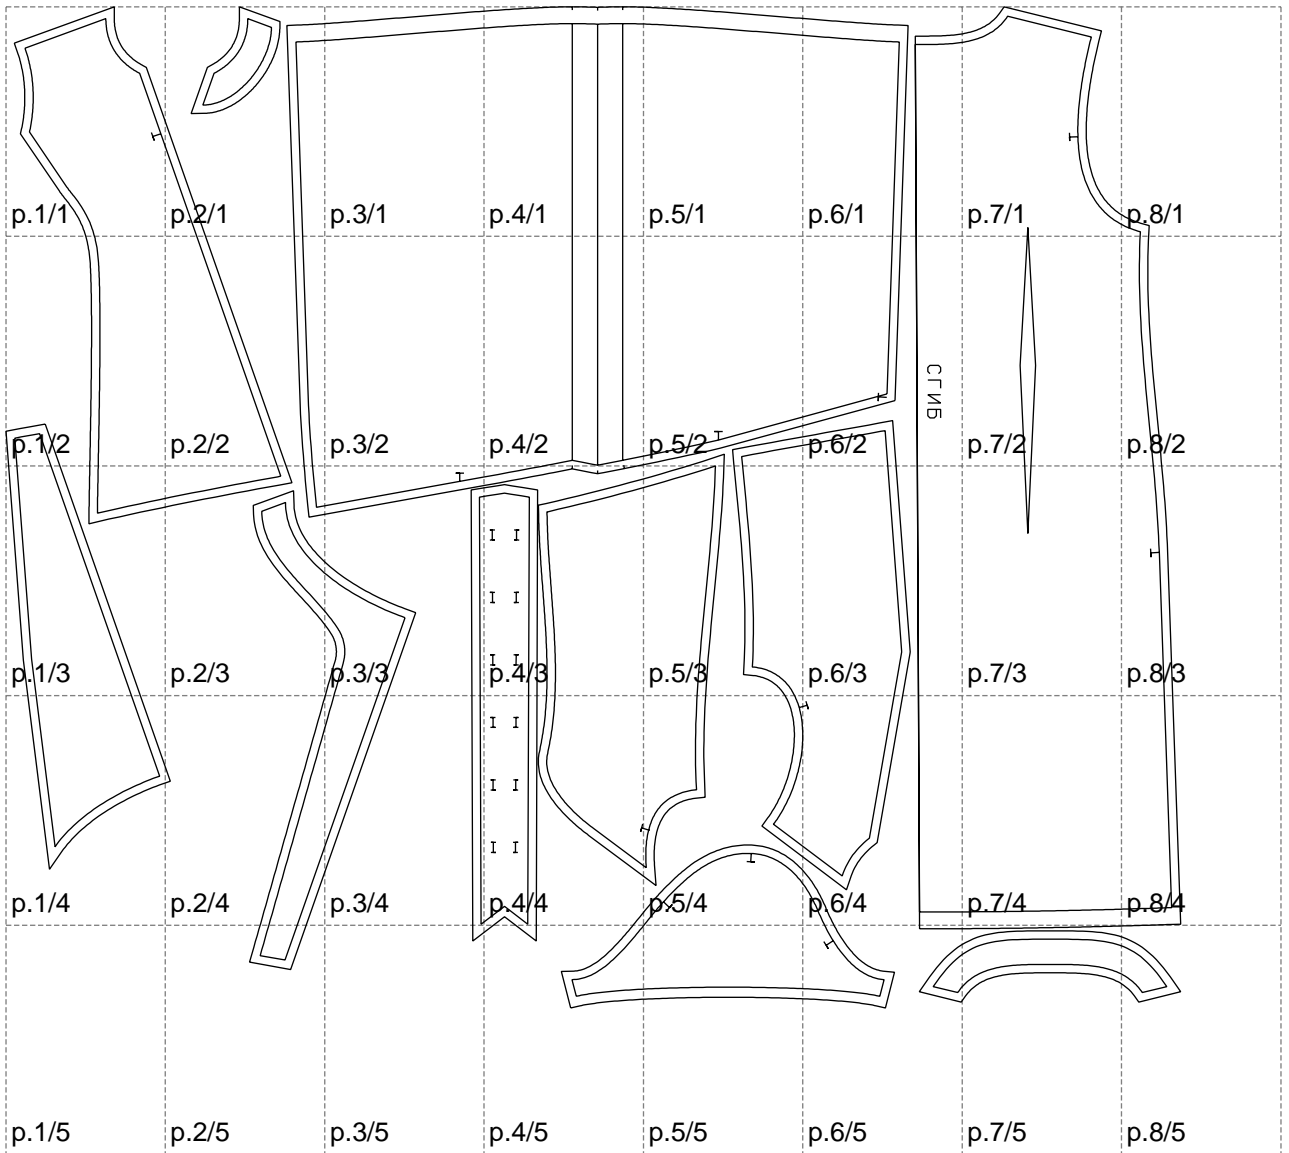 p.1/1 p.2/1 p.3/1 p.4/1 p.5/1 p.6/1 p.7/1 p.8/1
СГИБ
p.1/2 p.2/2 p.3/2 p.4/2 p.5/2 p.6/2 p.7/2 p.8/2
p.1/3 p.2/3 p.3/3 p.4/3 p.5/3 p.6/3 p.7/3 p.8/3
p.1/4 p.2/4 p.3/4 p.4/4 p.5/4 p.6/4 p.7/4 p.8/4
p.1/5 p.2/5 p.3/5 p.4/5 p.5/5 p.6/5 p.7/5 p.8/5